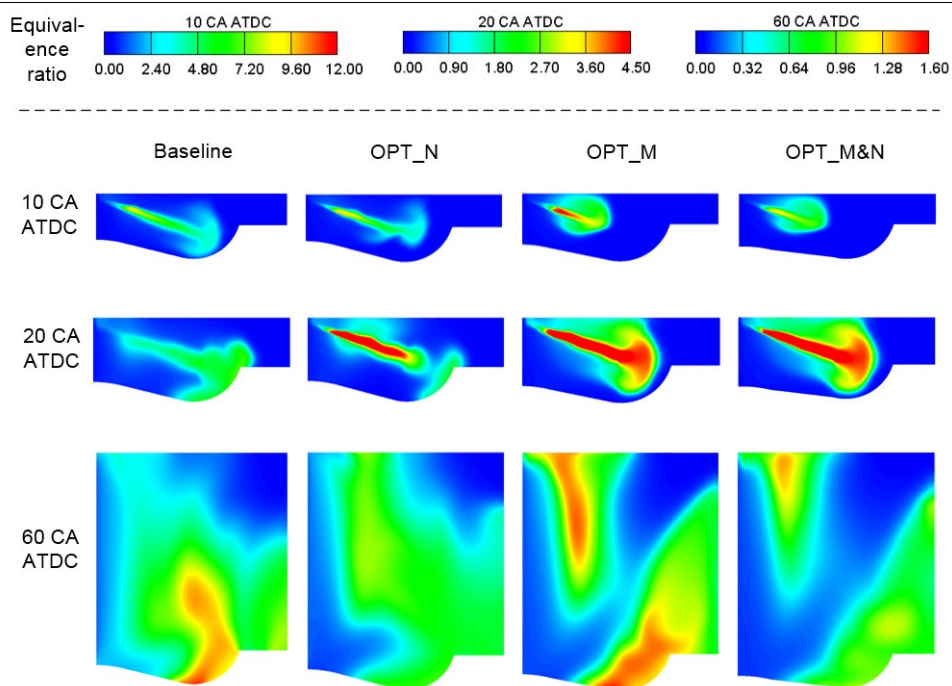 Equival-
ence
ratio
10 CA ATDC
0.00 2.40 4.80 7.20 9.60 12.00
20 CA ATDC
0.00 0.90 1.80 2.70 3.60 4.50
60 CA ATDC
0.00 0.32 0.64 0.96 1.28 1.60
Baseline OPT_N OPT_M OPT_M&N
10 CA
ATDC
20 CA
ATDC
60 CA
ATDC